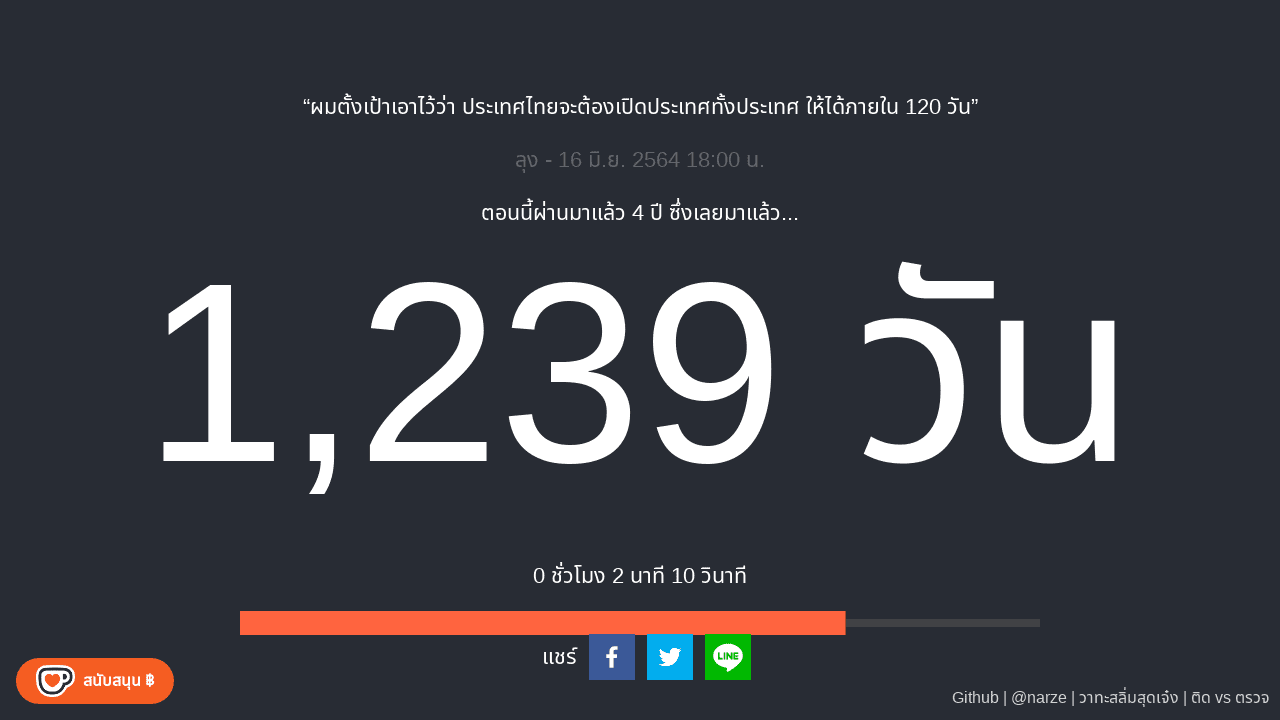 “ผมตั้งเป้าเอาไว้ว่า ประเทศไทยจะต้องเปิดประเทศทั้งประเทศ ให้ได้ภายใน 120 วัน”
ลุง - 16 มิ.ย. 2564 18:00 น.
ตอนนี้ผ่านมาแล้ว 4 ปี ซึ่งเลยมาแล้ว...
1,239 วัน
0 ชั่วโมง 2 นาที 10 วินาที
แชร์
LINE
สนับสนุน ฿
Github | @narze | วาทะสลิ่มสุดเจ๋ง | ติด vs ตรวจ